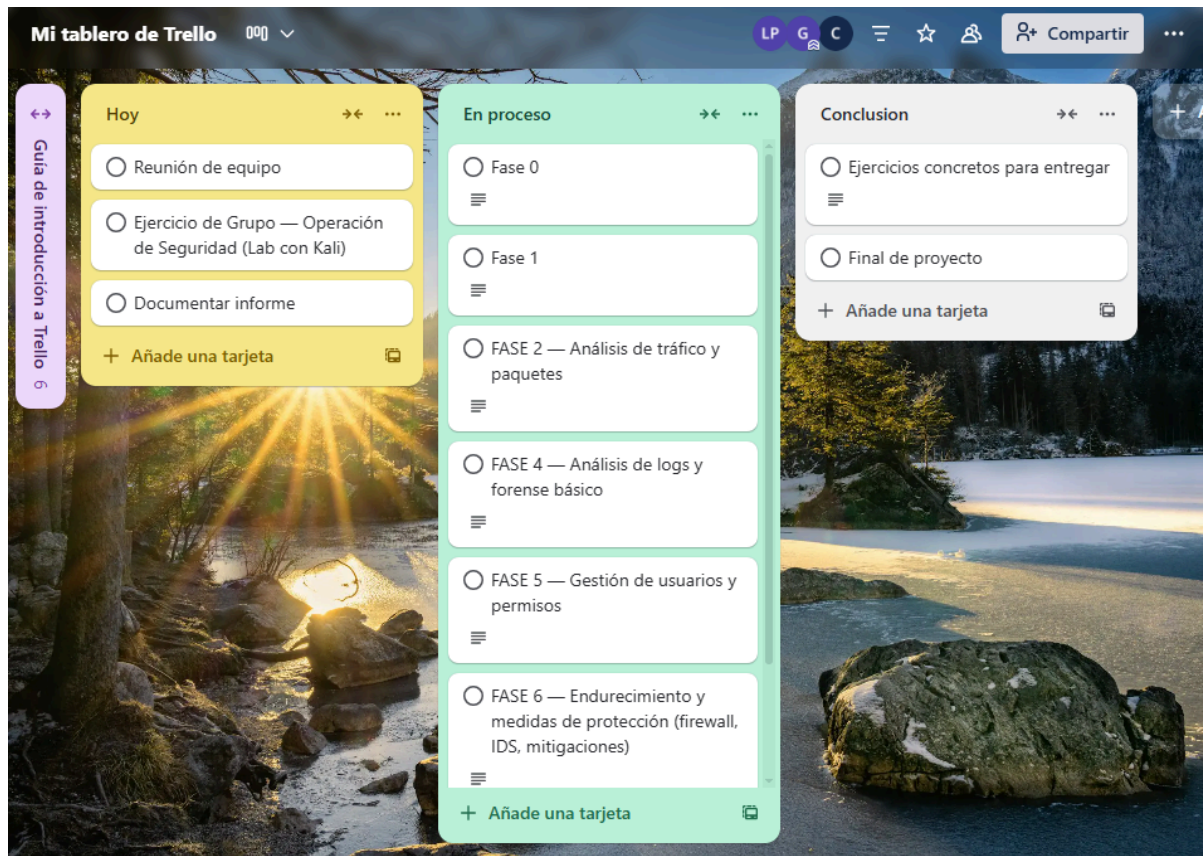 Mi tablero de Trello
LP G C
Compartir
Guía de introducción a Trello 6
Hoy
Reunión de equipo
Ejercicio de Grupo — Operación
de Seguridad (Lab con Kali)
Documentar informe
Añade una tarjeta
En proceso
Fase 0
Fase 1
FASE 2 — Análisis de tráfico y
paquetes
FASE 4 — Análisis de logs y
forense básico
FASE 5 — Gestión de usuarios y
permisos
FASE 6 — Endurecimiento y
medidas de protección (firewall,
IDS, mitigaciones)
Añade una tarjeta
Conclusion
Ejercicios concretos para entregar
Final de proyecto
Añade una tarjeta